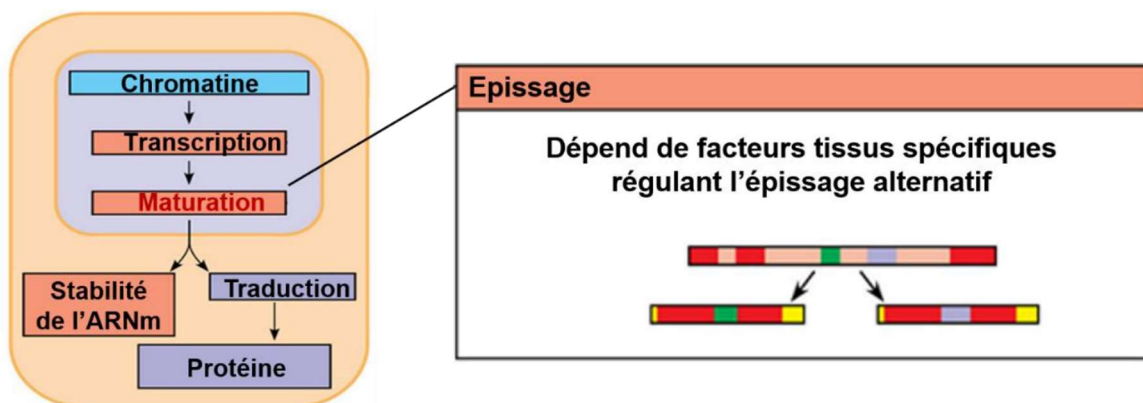 Chromatine
Transcription
Maturation
Stabilité
de l'ARNm
Traduction
Protéine
Epissage
Dépend de facteurs tissus spécifiques
régulant l'épissage alternatif